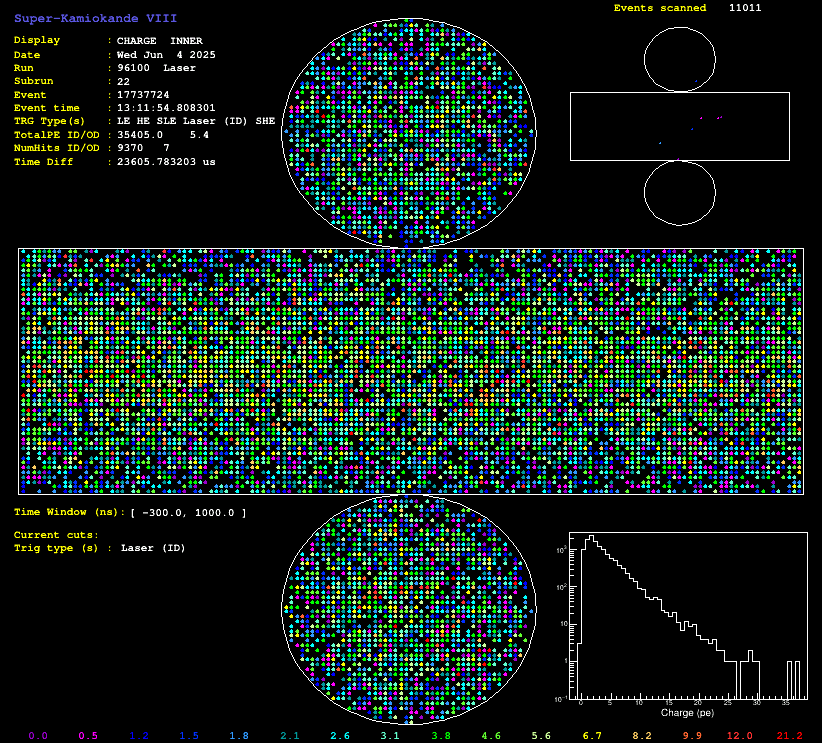 Super-Kamiokande VIII
Events scanned 11011
Display : CHARGE INNER
Date : Wed Jun 4 2025
Run : 96100 Laser
Subrun : 22
Event : 17737724
Event time : 13:11:54.808301
TRG Type(s) : LE HE SLE Laser (ID) SHE
TotalPE ID/OD : 35405.0 5.4
NumHits ID/OD : 9370 7
Time Diff : 23605.783203 us
Time Window (ns): [ -300.0, 1000.0 ]
Current cuts:
Trig type (s) : Laser (ID)
10³
10²
10
1
10⁻¹
0 5 10 15 20 25 30 35
Charge (pe)
0.0 0.5 1.2 1.5 1.8 2.1 2.6 3.1 3.8 4.6 5.6 6.7 8.2 9.9 12.0 21.2